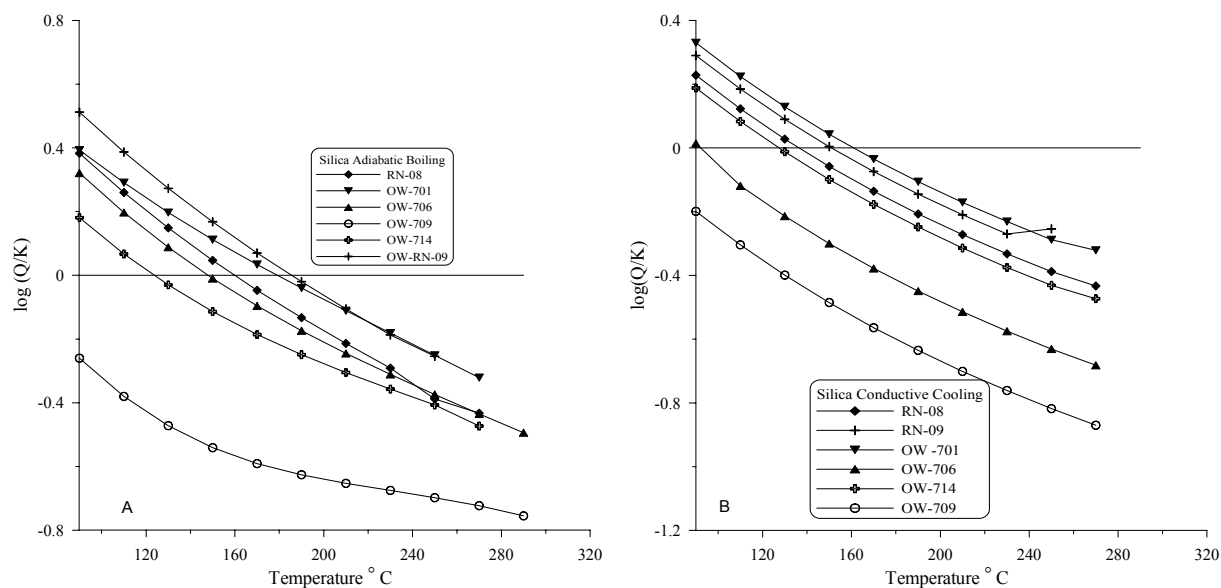 0.8
0.4
0
-0.4
-0.8
log (Q/K)
Silica Adiabatic Boiling
RN-08
OW-701
OW-706
OW-709
OW-714
OW-RN-09
A
120 160 200 240 280 320
Temperature ° C
0.4
0
-0.4
-0.8
-1.2
log(Q/K)
Silica Conductive Cooling
RN-08
RN-09
OW -701
OW-706
OW-714
OW-709
B
120 160 200 240 280 320
Temperature ° C